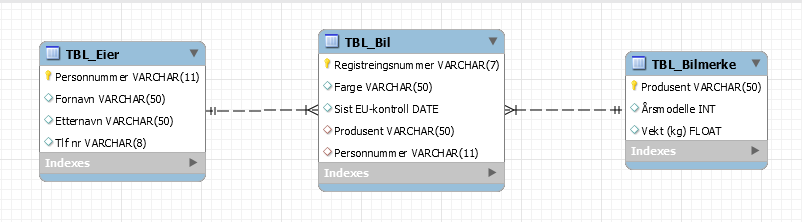 TBL_Eier
Personnummer VARCHAR(11)
Fornavn VARCHAR(50)
Etternavn VARCHAR(50)
Tlf nr VARCHAR(8)
Indexes
TBL_Bil
Registreingsnummer VARCHAR(7)
Farge VARCHAR(50)
Sist EU-kontroll DATE
Produsent VARCHAR(50)
Personnummer VARCHAR(11)
Indexes
TBL_Bilmerke
Produsent VARCHAR(50)
Årsmodelle INT
Vekt (kg) FLOAT
Indexes